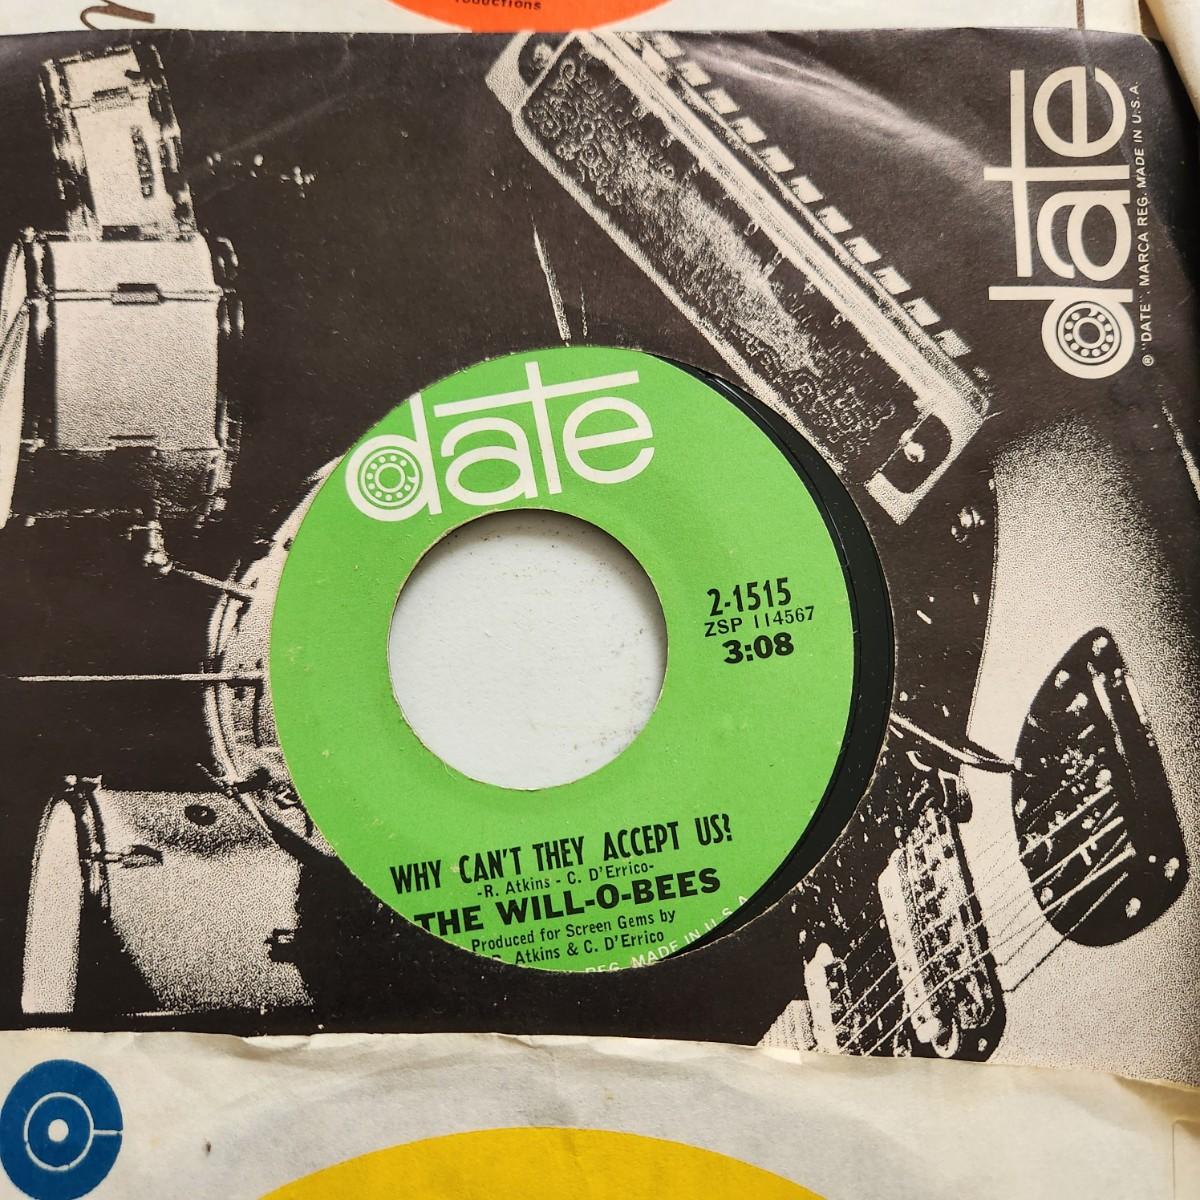 date
® "DATE" MARCA REG. MADE IN U.S.A.
date
2-1515
ZSP 114567
3:08
WHY CAN'T THEY ACCEPT US?
-R. Atkins - C. D'Errico-
THE WILL-O-BEES
Produced for Screen Gems by
Atkins & C. D'Errico
REG. MADE IN U.S.A.